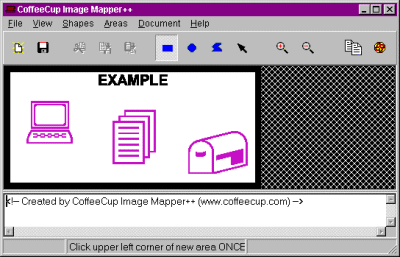 CoffeeCup Image Mapper++
File View Shapes Areas Document Help
EXAMPLE
<!-- Created by CoffeeCup Image Mapper++ (www.coffeecup.com) -->
Click upper left corner of new area ONCE